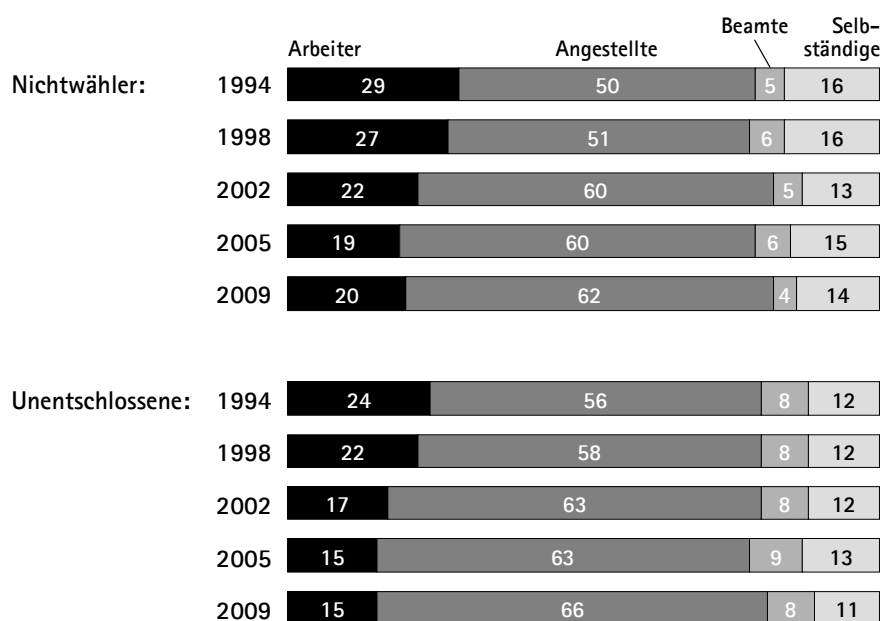 Beamte Selb-
Arbeiter Angestellte ständige
Nichtwähler: 1994 29 50 5 16
1998 27 51 6 16
2002 22 60 5 13
2005 19 60 6 15
2009 20 62 4 14
Unentschlossene: 1994 24 56 8 12
1998 22 58 8 12
2002 17 63 8 12
2005 15 63 9 13
2009 15 66 8 11